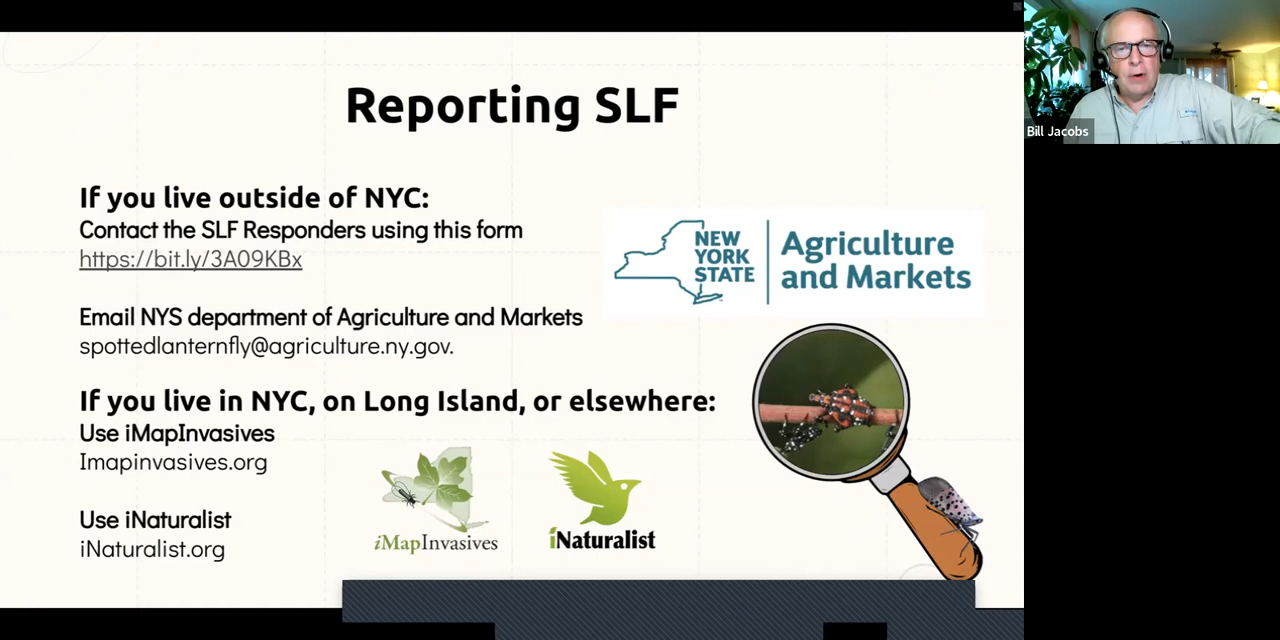 Reporting SLF
If you live outside of NYC:
Contact the SLF Responders using this form
https://bit.ly/3A09KBx
Email NYS department of Agriculture and Markets
spottedlanternfly@agriculture.ny.gov.
If you live in NYC, on Long Island, or elsewhere:
Use iMapInvasives
Imapinvasives.org
Use iNaturalist
iNaturalist.org
NEW
YORK
STATE
Agriculture
and Markets
iMapInvasives
iNaturalist
Bill Jacobs